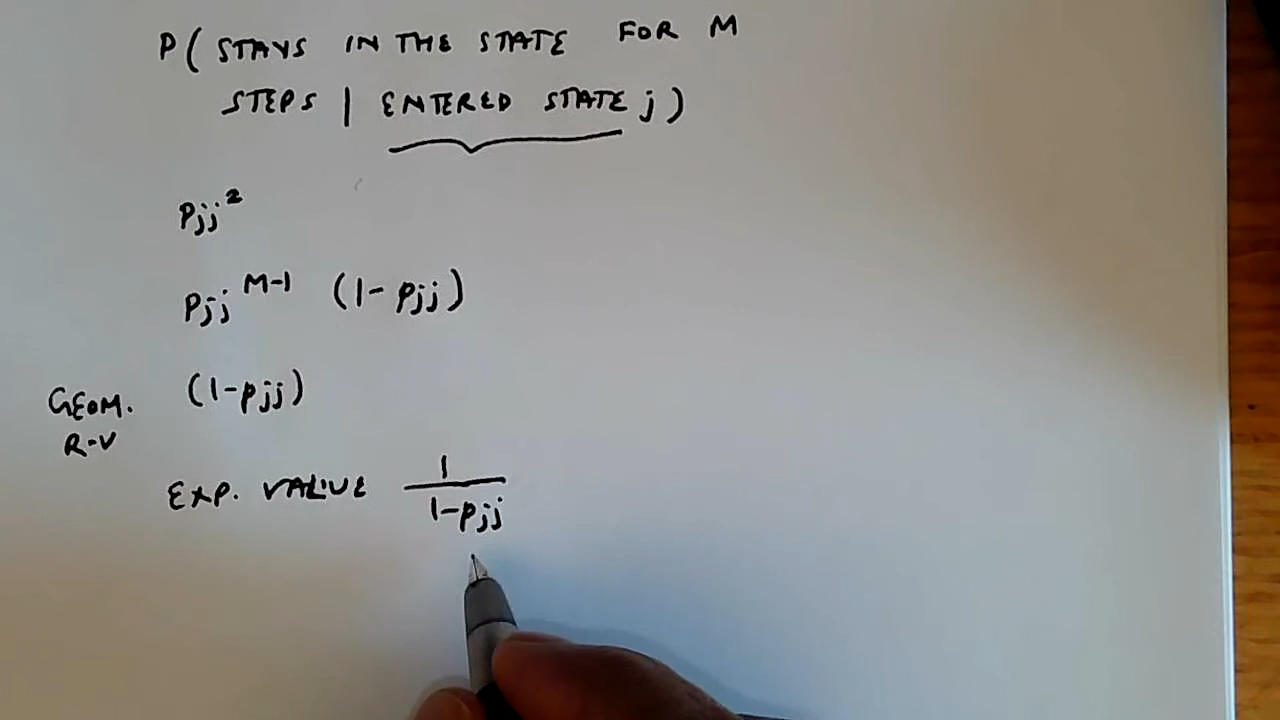 P(STAYS IN THE STATE FOR M
STEPS | ENTERED STATE j)
Pjj²
Pjj^M-1 (1-Pjj)
GEOM. (1-Pjj)
R-V
EXP. VALUE 1
1-Pjj